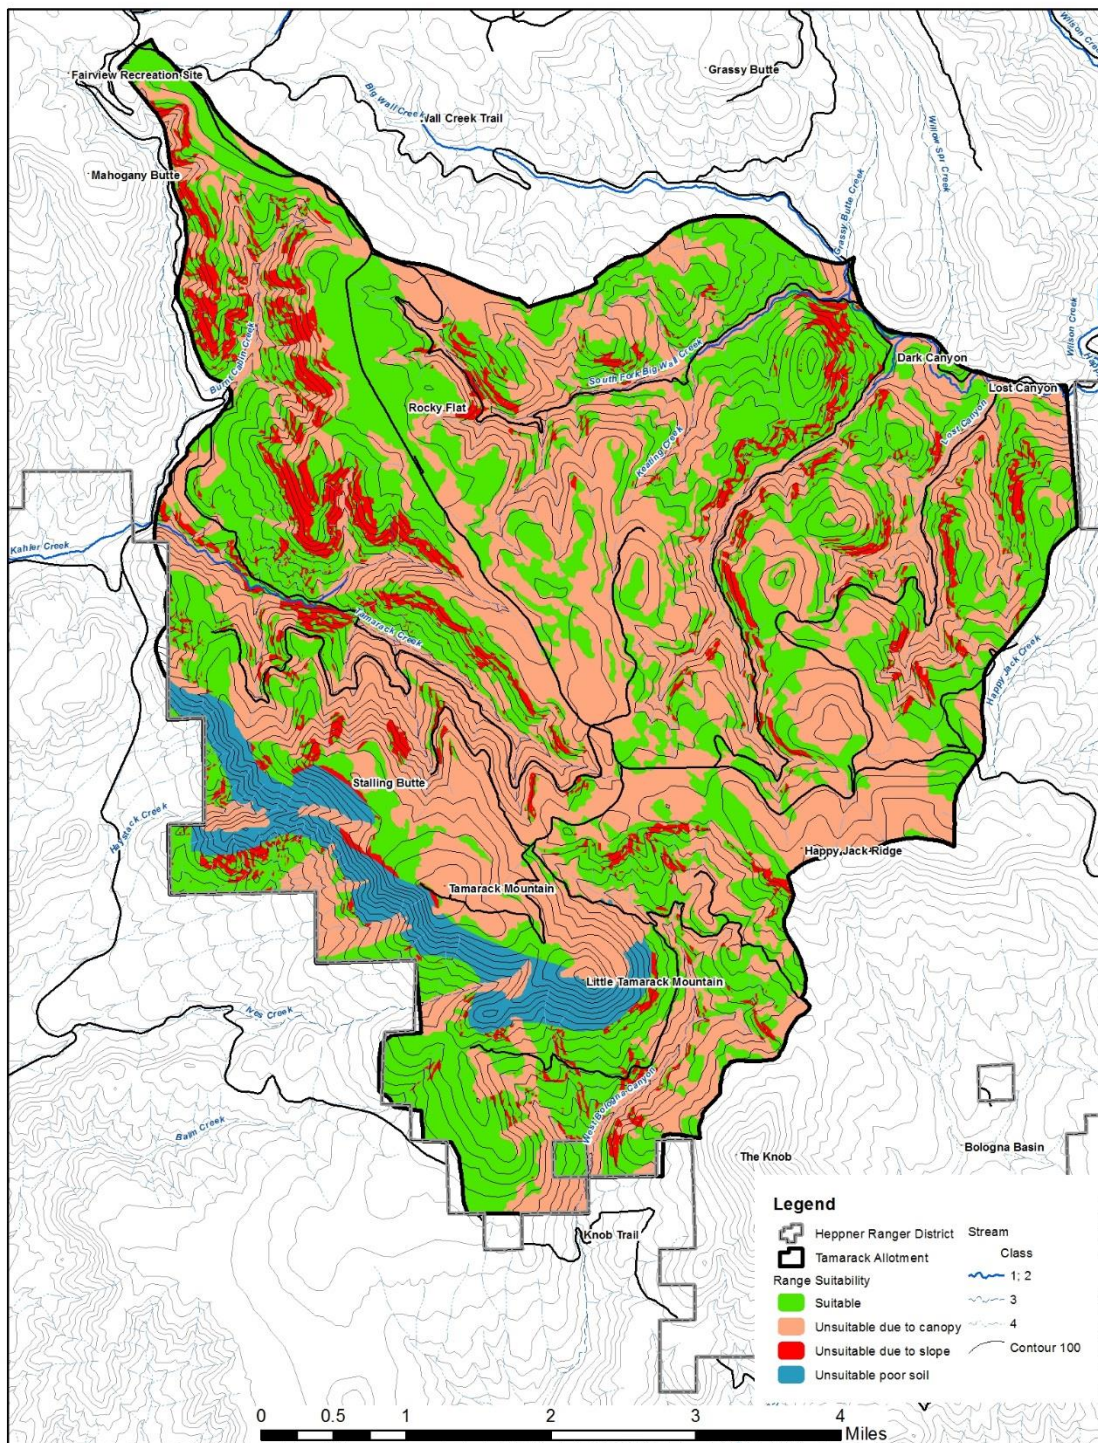 Wilson Creek
Fairview Recreation Site
Grassy Butte
Big Wall Creek
Wall Creek Trail
Willow Spr Creek
Mahogany Butte
Grassy Butte Creek
Wilson Creek
Burnt Cabin Creek
South Fork Big Wall Creek
Dark Canyon
Lost Canyon
Rocky Flat
Lost Canyon
Keating Creek
Kahler Creek
Tamarack Creek
Happy Jack Creek
Stalling Butte
Haystack Creek
Happy Jack Ridge
Tamarack Mountain
Little Tamarack Mountain
Ives Creek
West Bologna Canyon
Balm Creek
The Knob
Bologna Basin
Knob Trail
Legend
Heppner Ranger District
Tamarack Allotment
Range Suitability
Suitable
Unsuitable due to canopy
Unsuitable due to slope
Unsuitable poor soil
Stream
Class
1; 2
3
4
Contour 100
0 0.5 1 2 3 4
Miles